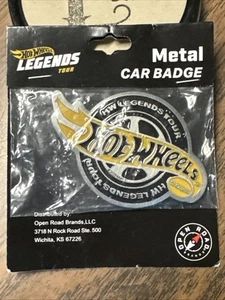 Hot Wheels
LEGENDS
TOUR
Metal
CAR BADGE
HW LEGENDS TOUR
Hot Wheels
HW LEGENDS TOUR
Distributed by:
Open Road Brands, LLC
3718 N Rock Road Ste. 500
Wichita, KS 67226
OPEN ROAD